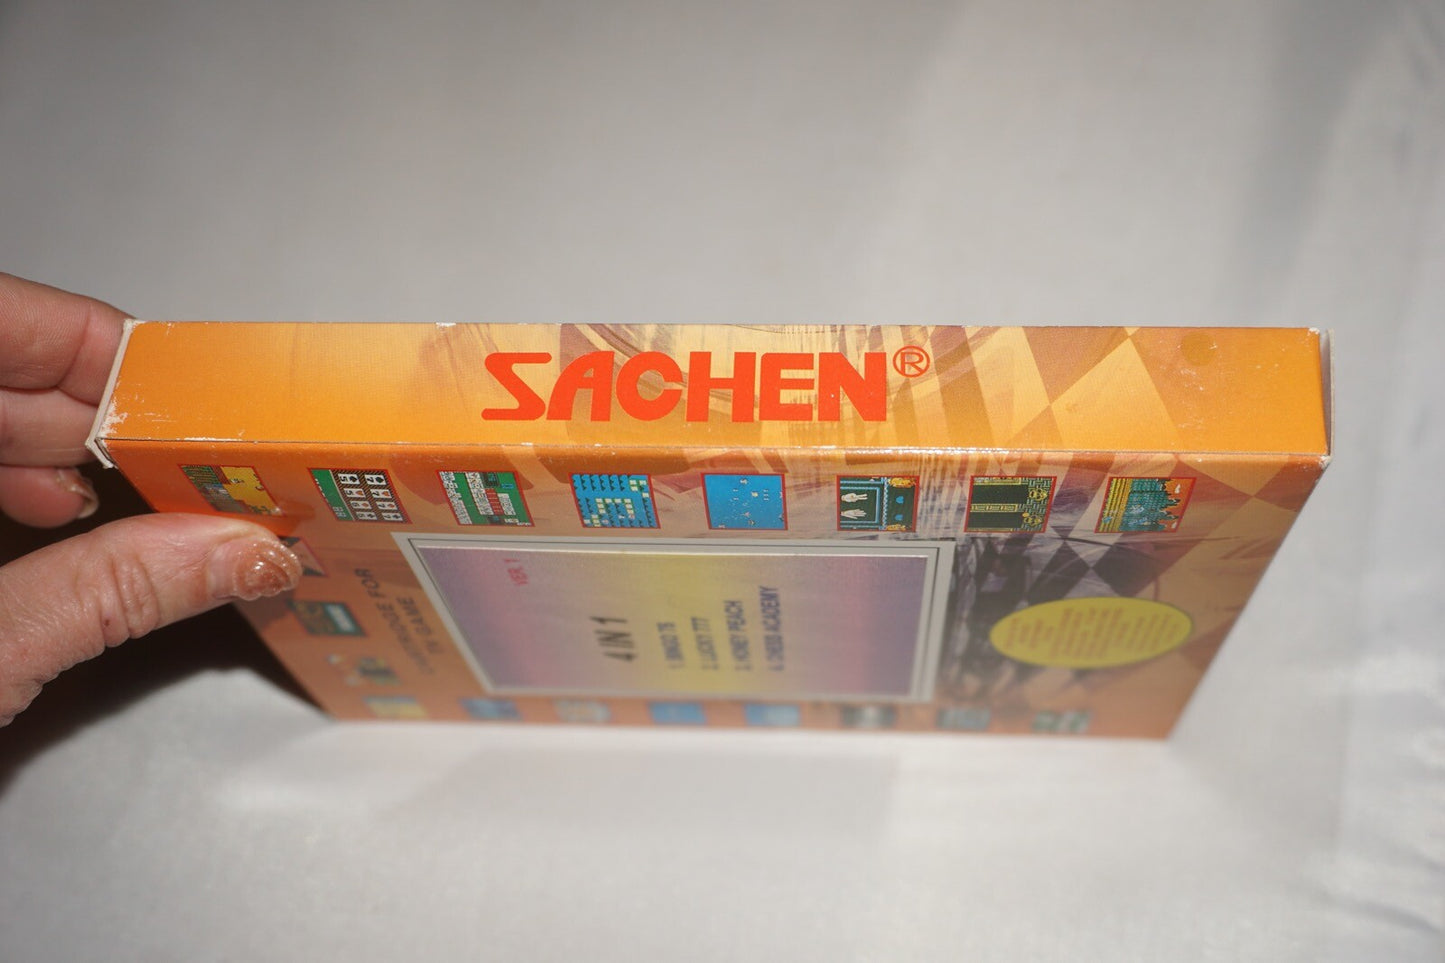 SACHEN®
CARTRIDGE FOR
TV GAME
VER. 1
4 IN 1
1. BINGO 75
2. LUCKY 777
3. HONEY PEACH
4. CHESS ACADEMY